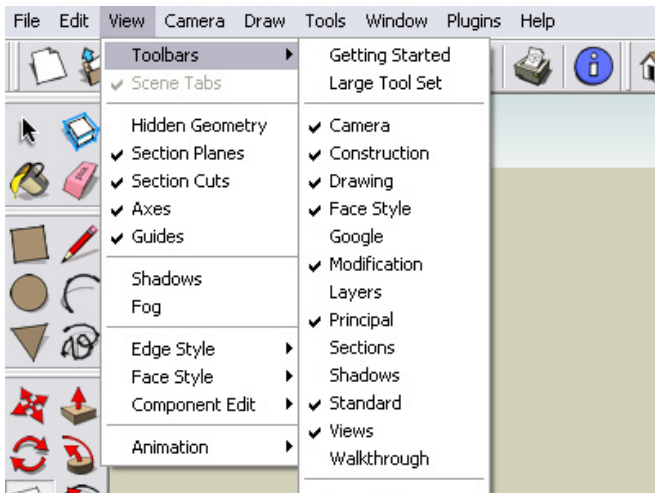 File Edit View Camera Draw Tools Window Plugins Help
Toolbars
Scene Tabs
Hidden Geometry
Section Planes
Section Cuts
Axes
Guides
Shadows
Fog
Edge Style
Face Style
Component Edit
Animation
Getting Started
Large Tool Set
Camera
Construction
Drawing
Face Style
Google
Modification
Layers
Principal
Sections
Shadows
Standard
Views
Walkthrough